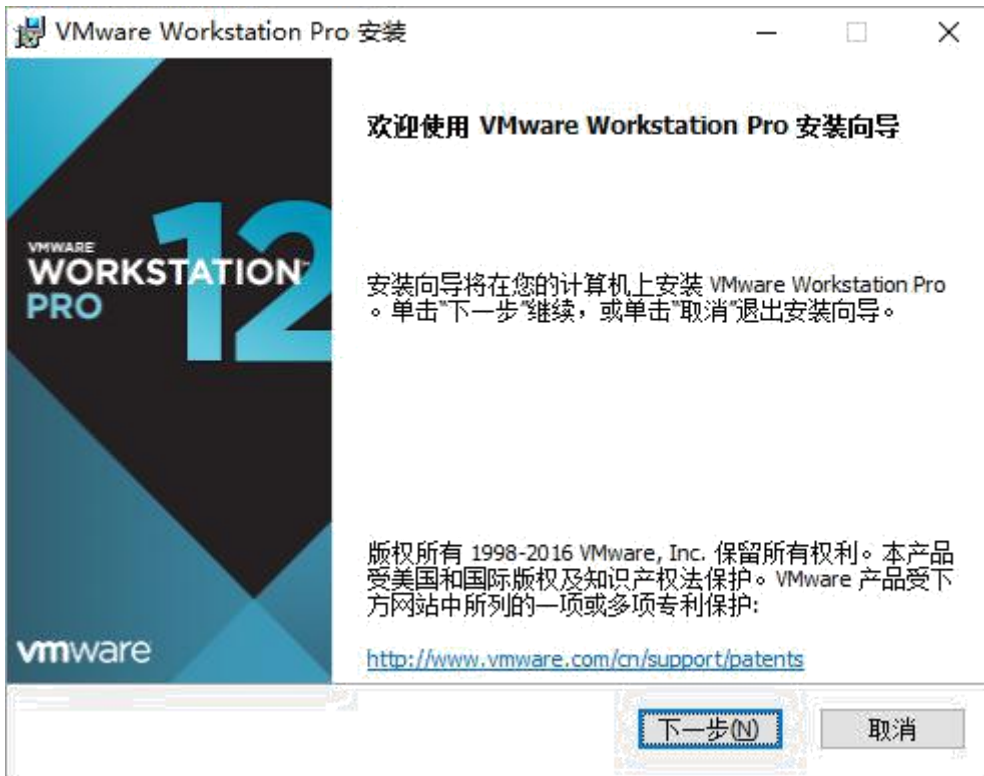 VMware Workstation Pro 安装
欢迎使用 VMware Workstation Pro 安装向导
VMWARE
WORKSTATION™
PRO
12
安装向导将在您的计算机上安装 VMware Workstation Pro
。单击"下一步"继续，或单击"取消"退出安装向导。
版权所有 1998-2016 VMware, Inc. 保留所有权利。本产品
受美国和国际版权及知识产权法保护。VMware 产品受下
方网站中所列的一项或多项专利保护:
vmware
http://www.vmware.com/cn/support/patents
下一步(N)
取消